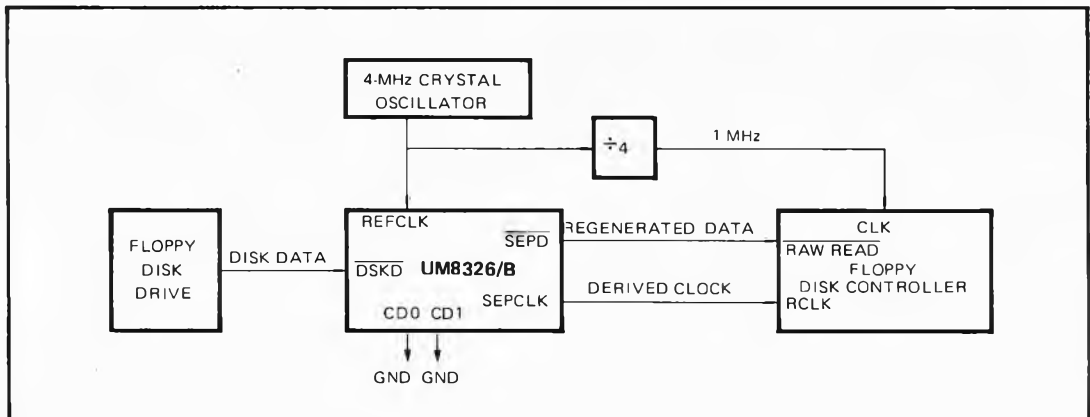 4-MHz CRYSTAL
OSCILLATOR
÷4
1 MHz
FLOPPY
DISK
DRIVE
DISK DATA
REFCLK
SEPD
DSKD
UM8326/B
SEPCLK
CD0 CD1
GND GND
REGENERATED DATA
DERIVED CLOCK
CLK
RAW READ
FLOPPY
DISK CONTROLLER
RCLK